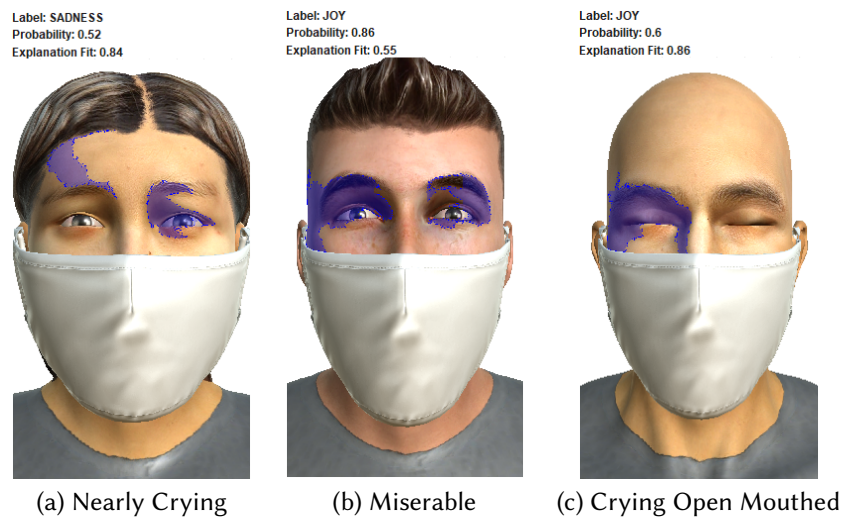 Label: SADNESS
Probability: 0.52
Explanation Fit: 0.84
Label: JOY
Probability: 0.86
Explanation Fit: 0.55
Label: JOY
Probability: 0.6
Explanation Fit: 0.86
(a) Nearly Crying
(b) Miserable
(c) Crying Open Mouthed